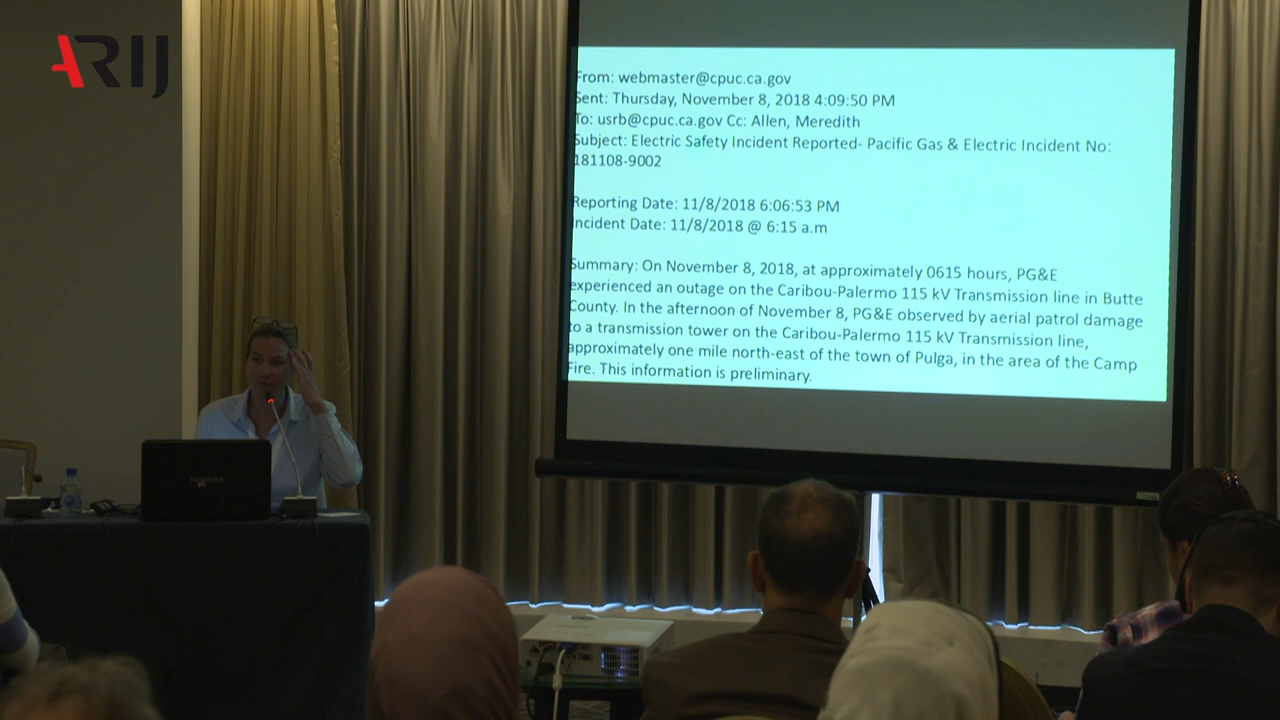 ARIJ
From: webmaster@cpuc.ca.gov
Sent: Thursday, November 8, 2018 4:09:50 PM
To: usrb@cpuc.ca.gov Cc: Allen, Meredith
Subject: Electric Safety Incident Reported- Pacific Gas & Electric Incident No:
181108-9002
Reporting Date: 11/8/2018 6:06:53 PM
Incident Date: 11/8/2018 @ 6:15 a.m
Summary: On November 8, 2018, at approximately 0615 hours, PG&E
experienced an outage on the Caribou-Palermo 115 kV Transmission line in Butte
County. In the afternoon of November 8, PG&E observed by aerial patrol damage
to a transmission tower on the Caribou-Palermo 115 kV Transmission line,
approximately one mile north-east of the town of Pulga, in the area of the Camp
Fire. This information is preliminary.
TOSHIBA